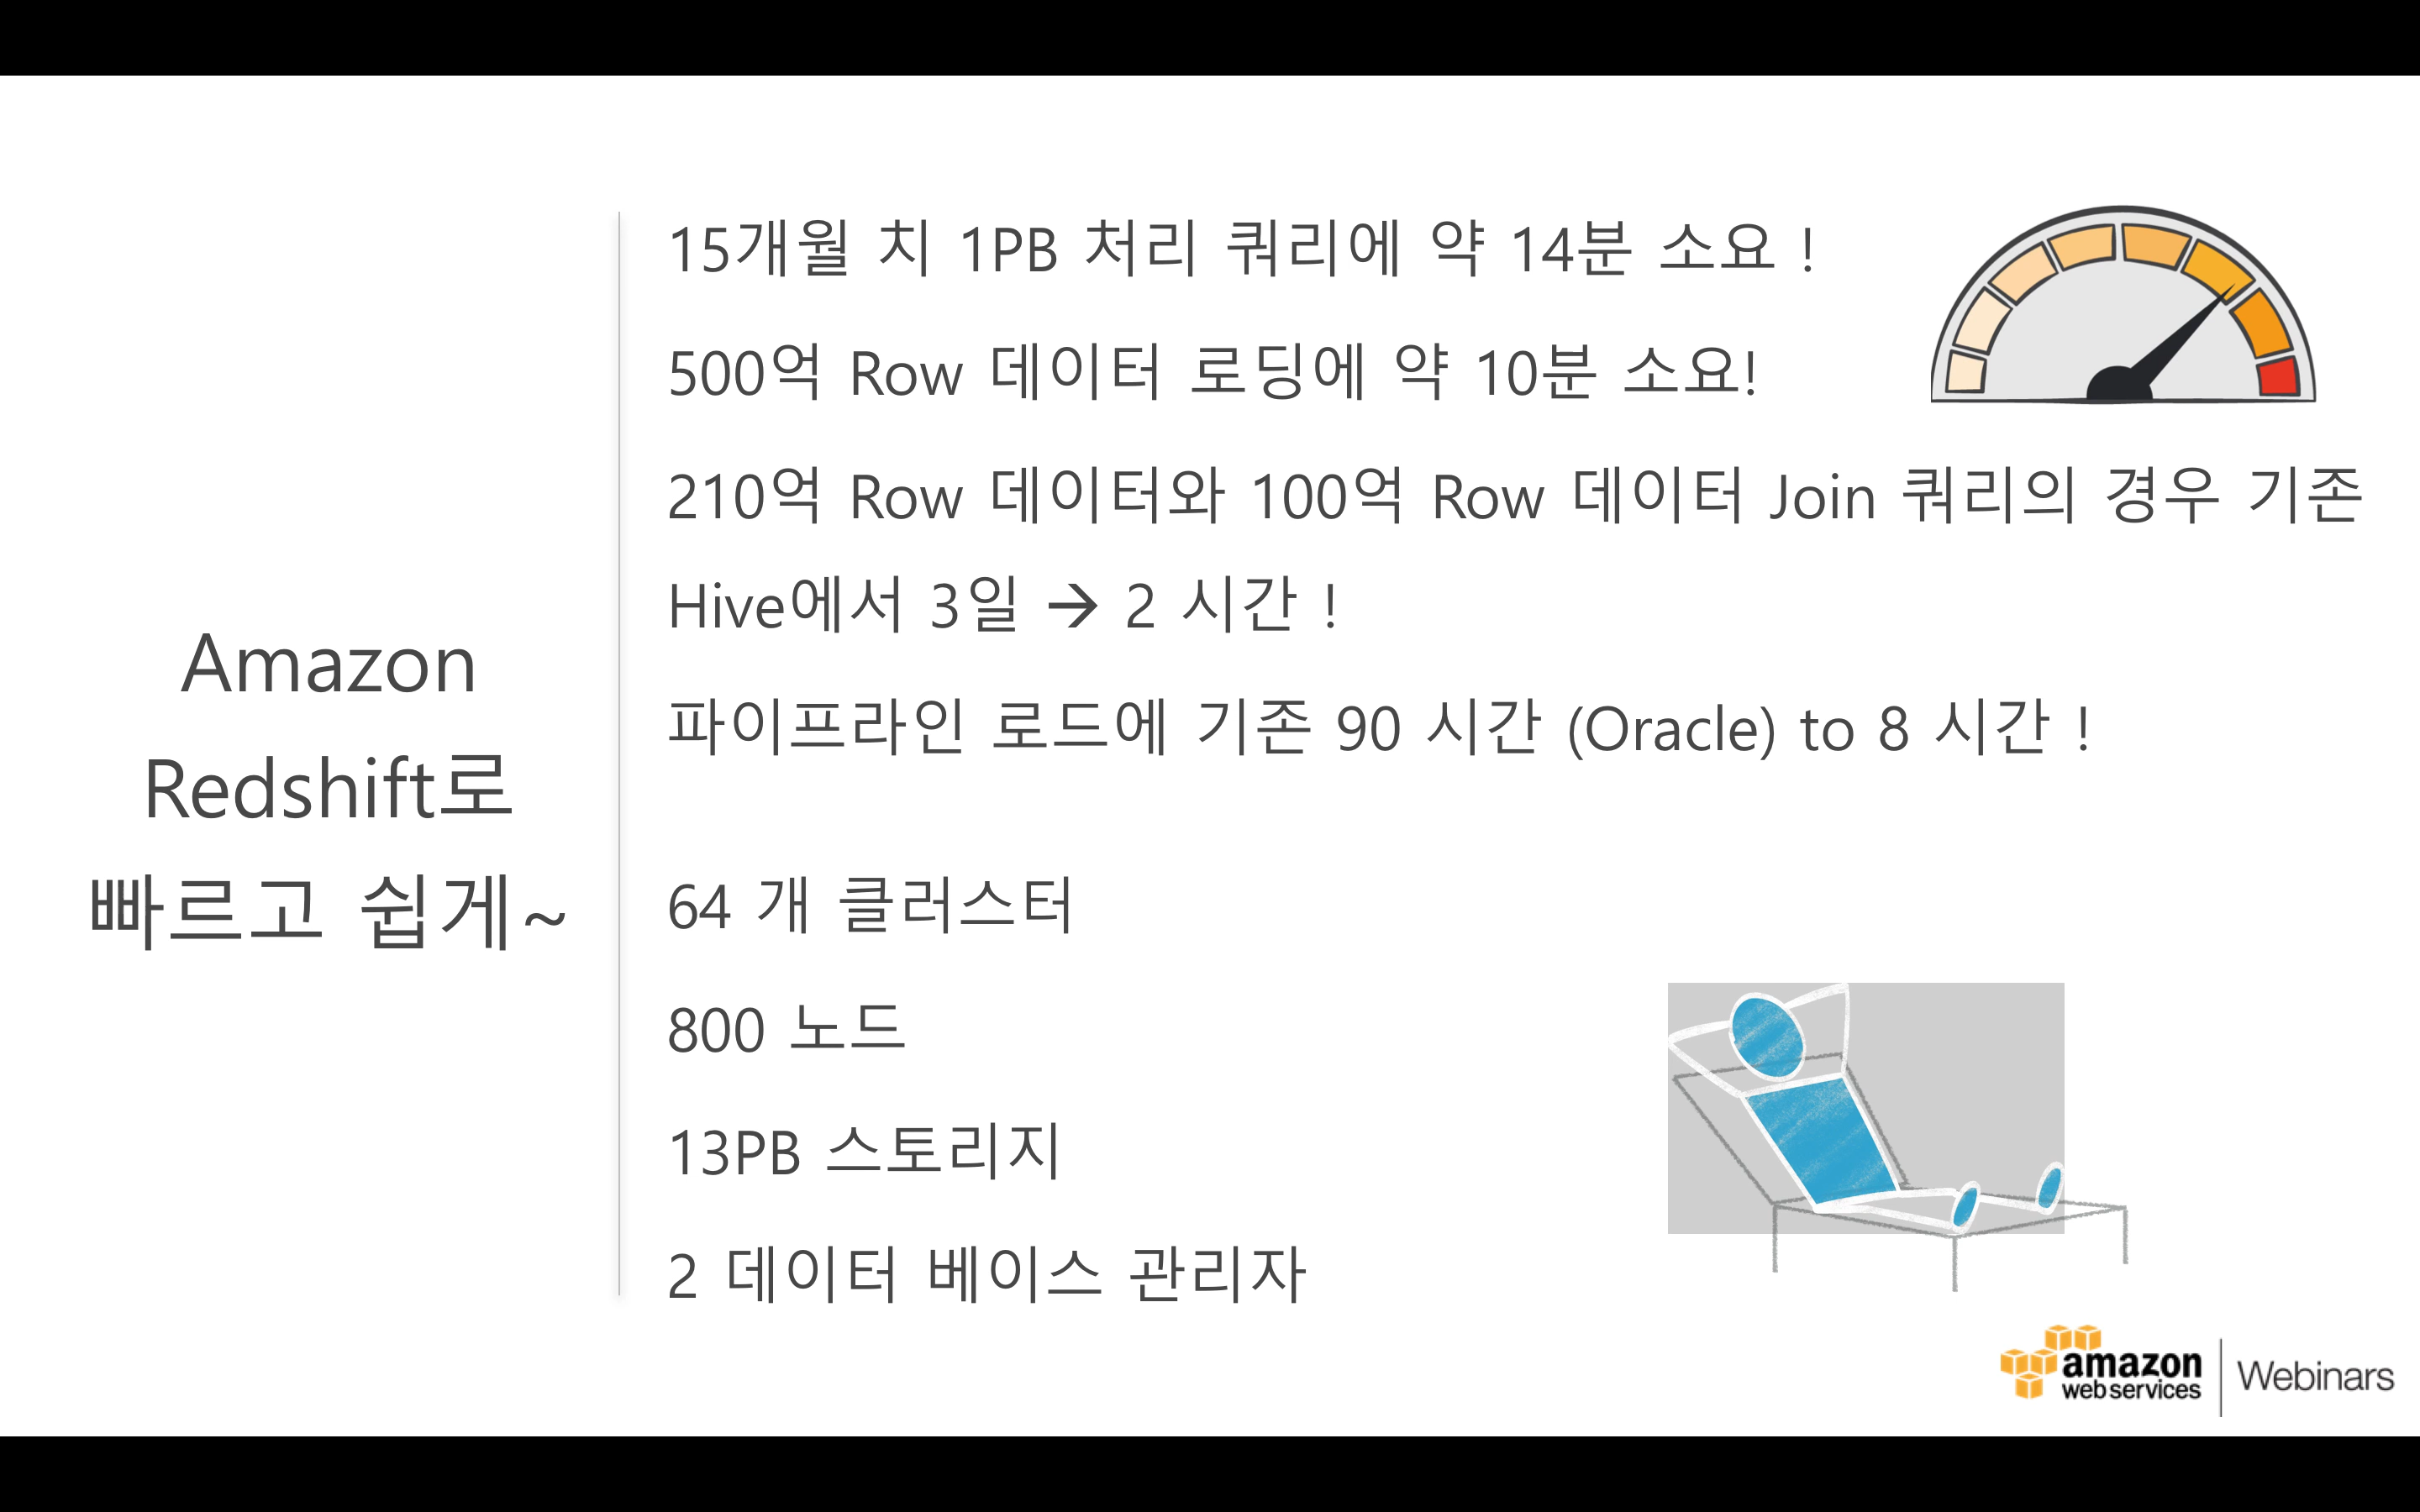 Amazon
Redshift로
빠르고 쉽게~
15개월 치 1PB 처리 쿼리에 약 14분 소요 !
500억 Row 데이터 로딩에 약 10분 소요!
210억 Row 데이터와 100억 Row 데이터 Join 쿼리의 경우 기존
Hive에서 3일 → 2 시간 !
파이프라인 로드에 기존 90 시간 (Oracle) to 8 시간 !
64 개 클러스터
800 노드
13PB 스토리지
2 데이터 베이스 관리자
amazon
web services
Webinars